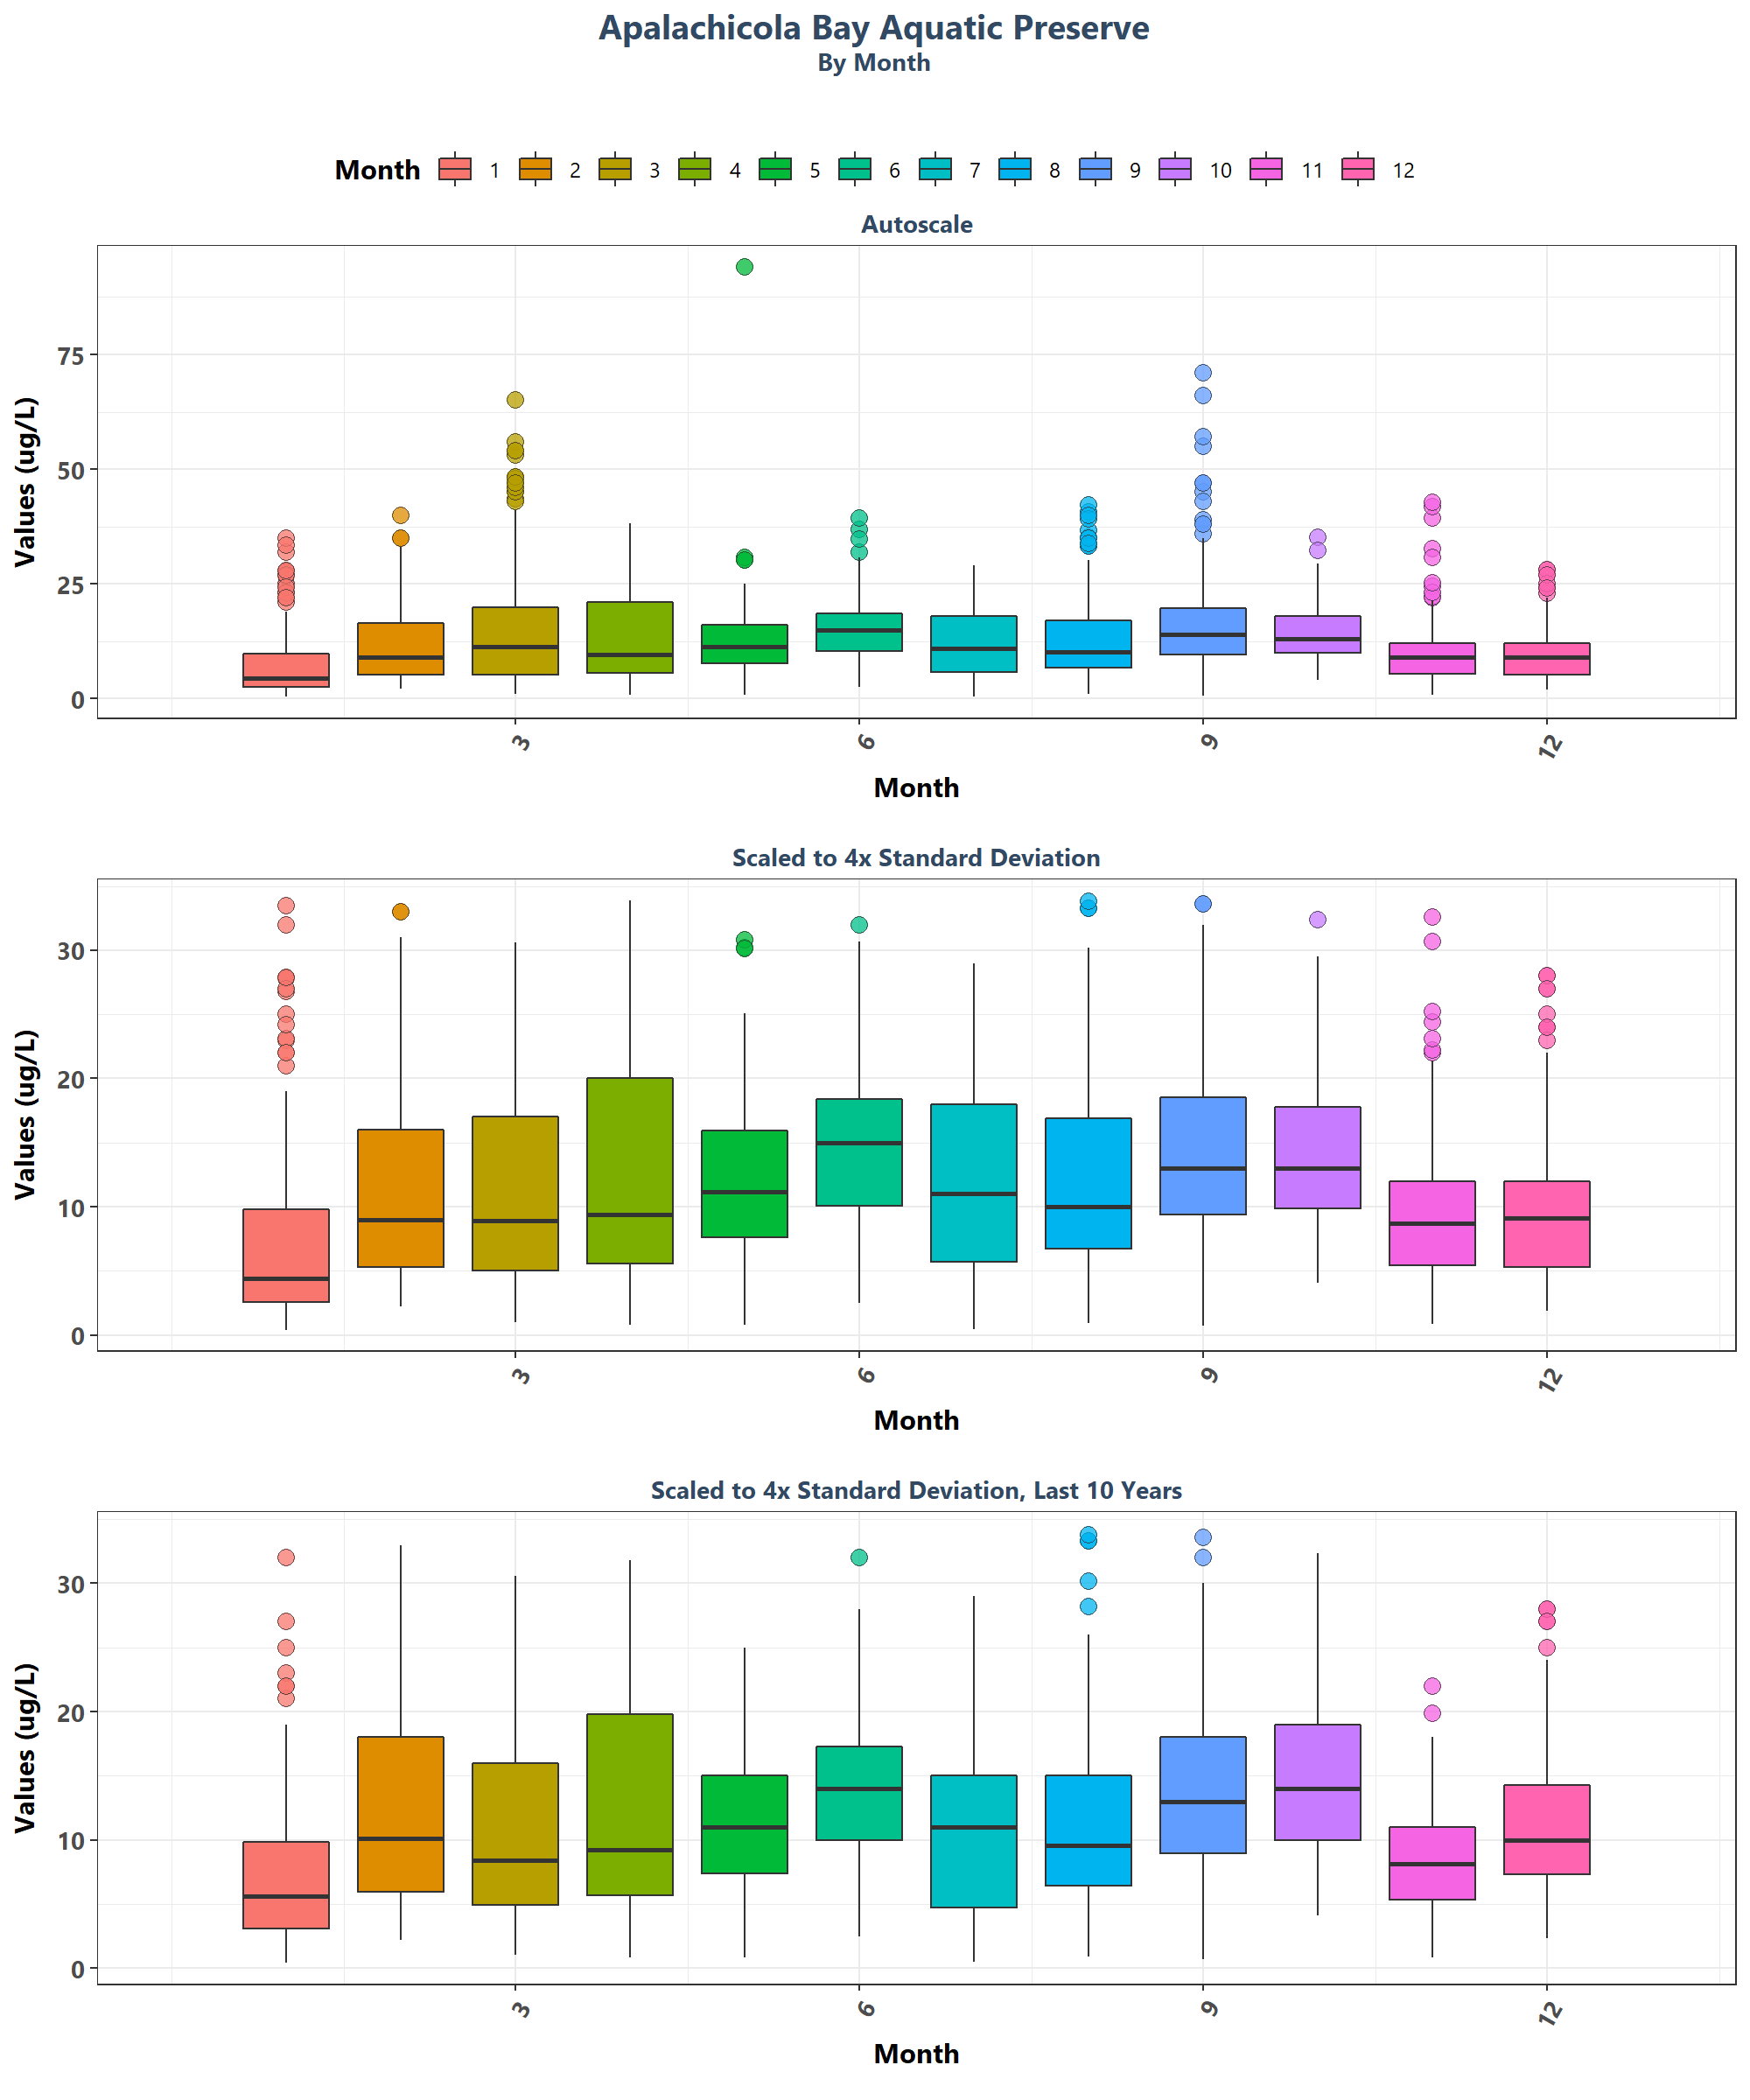 Apalachicola Bay Aquatic Preserve
By Month
Month 1 2 3 4 5 6 7 8 9 10 11 12
Autoscale
Values (ug/L)
75
50
25
0
3 6 9 12
Month
Scaled to 4x Standard Deviation
Values (ug/L)
30
20
10
0
3 6 9 12
Month
Scaled to 4x Standard Deviation, Last 10 Years
Values (ug/L)
30
20
10
0
3 6 9 12
Month